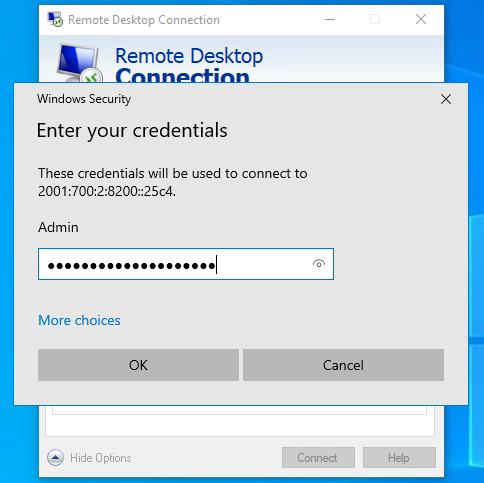 Remote Desktop Connection
Remote Desktop
Connection
Windows Security
Enter your credentials
These credentials will be used to connect to
2001:700:2:8200::25c4.
Admin
●●●●●●●●●●●●●●●●●●●●
More choices
OK Cancel
Hide Options Connect Help